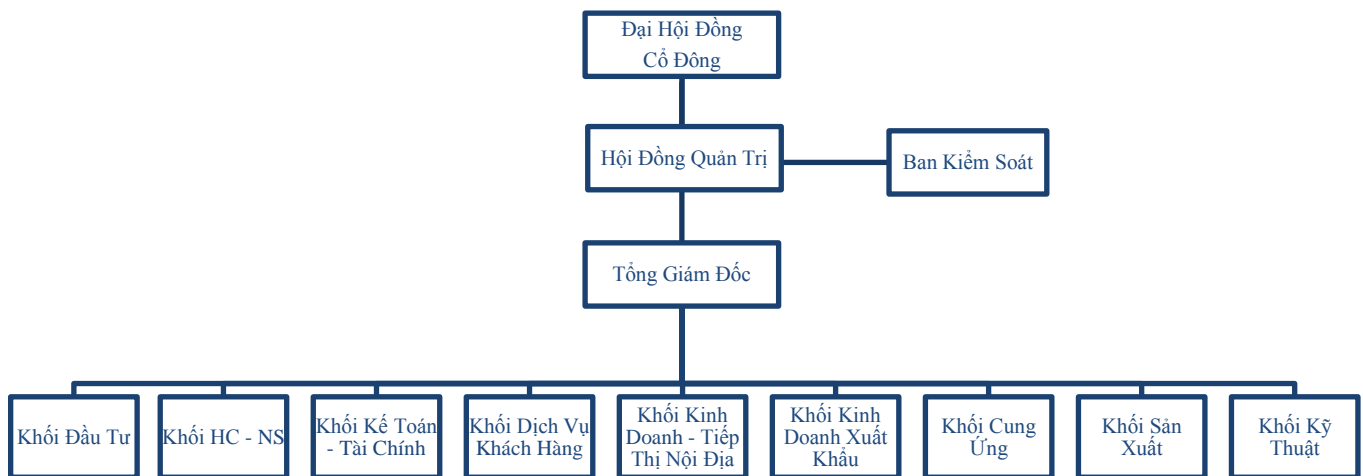 Đại Hội Đồng
Cổ Đông
Hội Đồng Quản Trị
Ban Kiểm Soát
Tổng Giám Đốc
Khối Đầu Tư
Khối HC - NS
Khối Kế Toán
- Tài Chính
Khối Dịch Vụ
Khách Hàng
Khối Kinh
Doanh - Tiếp
Thị Nội Địa
Khối Kinh
Doanh Xuất
Khẩu
Khối Cung
Ứng
Khối Sản
Xuất
Khối Kỹ
Thuật